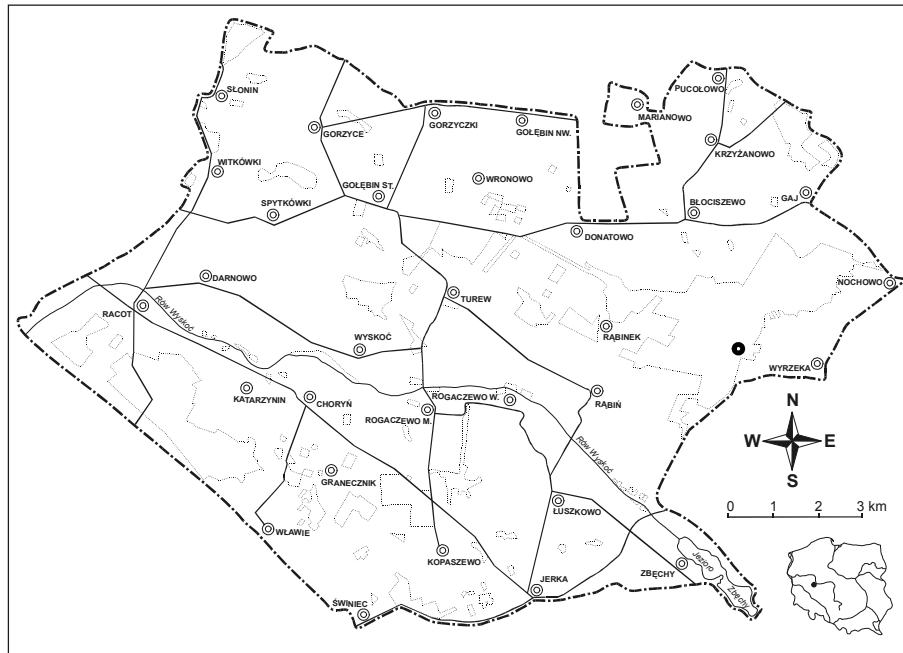 PUCOŁOWO
SŁONIN
MARIANOWO
GORZYCZKI
GOŁĘBIN NW.
GORZYCE
KRZYŻANOWO
WITKÓWKI
WRONOWO
GOŁĘBIN ST.
GAJ
SPYTKÓWKI
BŁOCISZEWO
DONATOWO
DARNOWO
NOCHOWO
TUREW
Rów Wyskoć
RACOT
RĄBINEK
WYSKOĆ
WYRZEKA
KATARZYNIN
CHORYŃ
ROGACZEWO W.
RĄBIŃ
ROGACZEWO M.
N
W E
S
Rów Wyskoć
GRANECZNIK
0 1 2 3 km
ŁUSZKOWO
WŁAWIE
KOPASZEWO
Jezioro
Zbęchy
ZBĘCHY
JERKA
ŚWINIEC